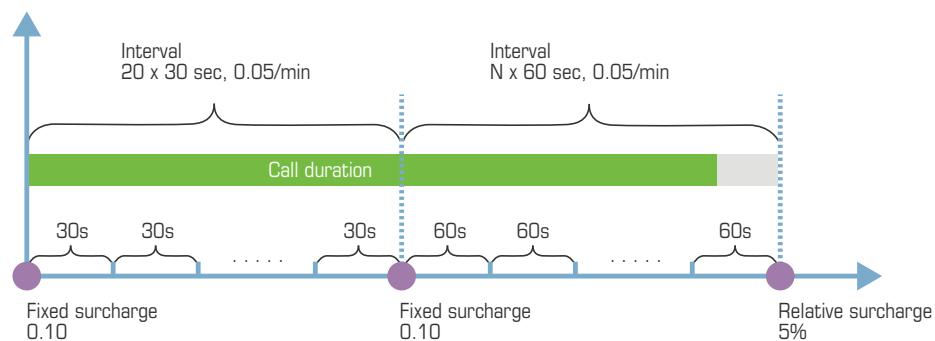 Interval
20 x 30 sec, 0.05/min
Interval
N x 60 sec, 0.05/min
Call duration
30s
30s
. . . . .
30s
60s
60s
. . . . .
60s
Fixed surcharge
0.10
Fixed surcharge
0.10
Relative surcharge
5%